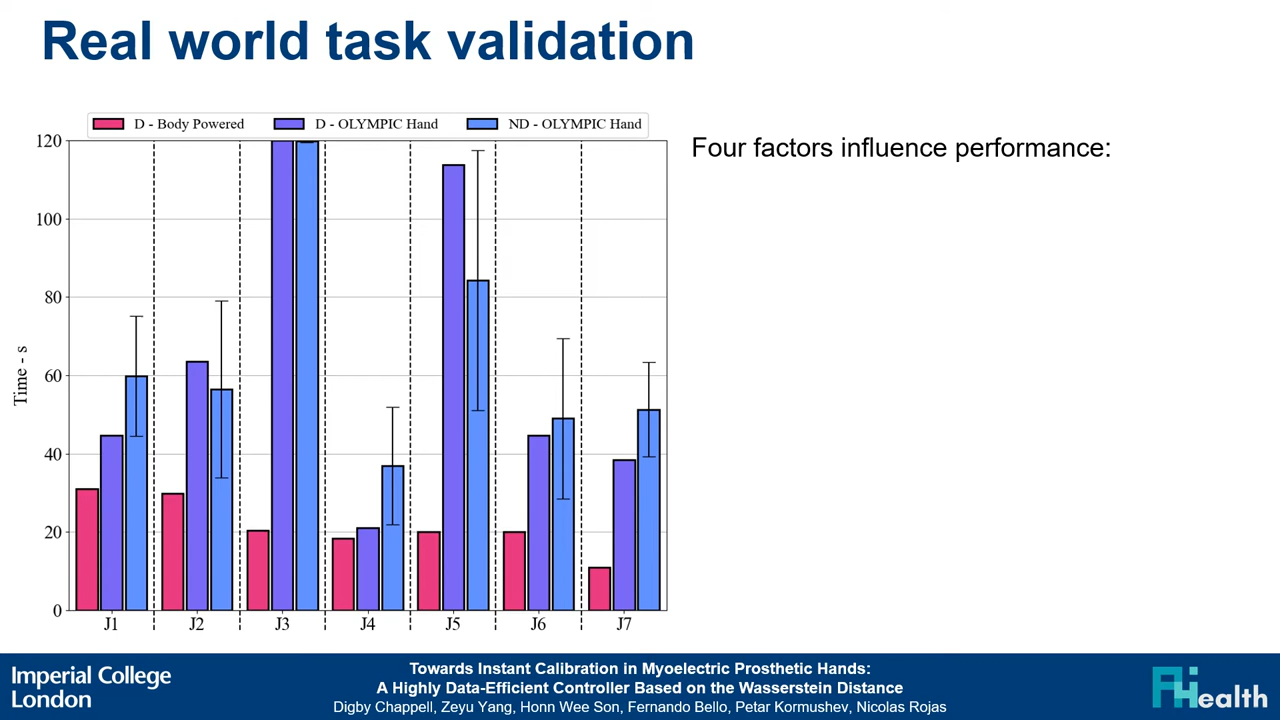 Real world task validation
D - Body Powered D - OLYMPIC Hand ND - OLYMPIC Hand
120
100
80
60
40
20
0
Time - s
J1 J2 J3 J4 J5 J6 J7
Four factors influence performance:
Imperial College
London
Towards Instant Calibration in Myoelectric Prosthetic Hands:
A Highly Data-Efficient Controller Based on the Wasserstein Distance
Digby Chappell, Zeyu Yang, Honn Wee Son, Fernando Bello, Petar Kormushev, Nicolas Rojas
FHealth